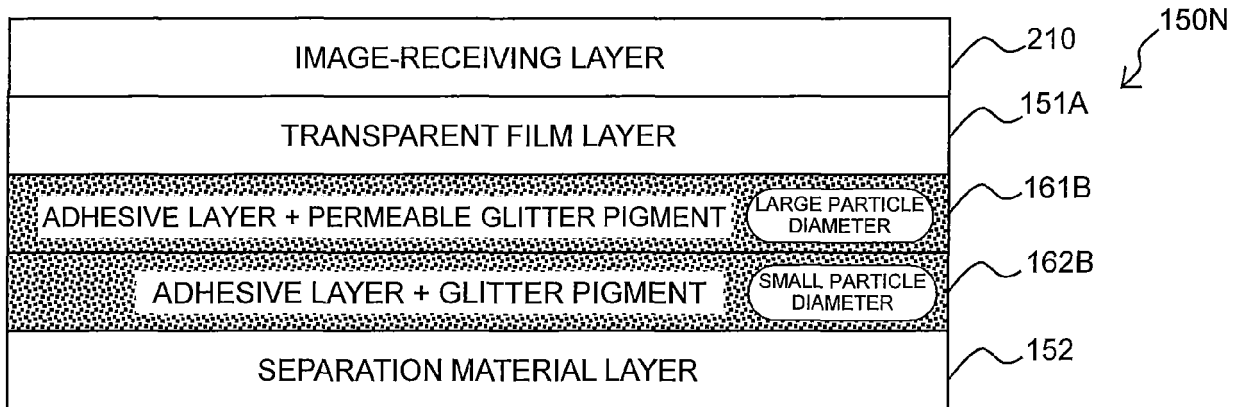 150N
IMAGE-RECEIVING LAYER
210
TRANSPARENT FILM LAYER
151A
ADHESIVE LAYER + PERMEABLE GLITTER PIGMENT
LARGE PARTICLE
DIAMETER
161B
ADHESIVE LAYER + GLITTER PIGMENT
SMALL PARTICLE
DIAMETER
162B
SEPARATION MATERIAL LAYER
152